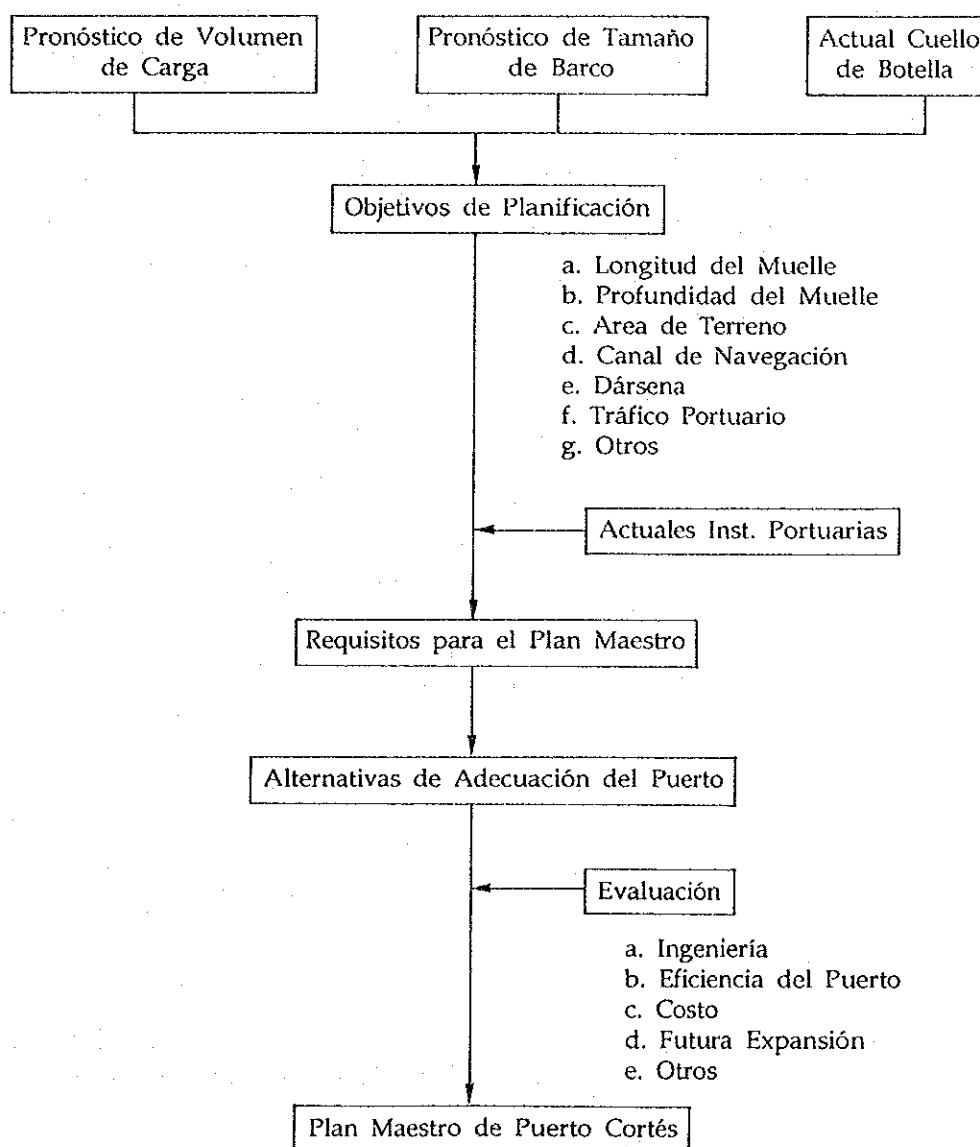 Pronóstico de Volumen
de Carga
Pronóstico de Tamaño
de Barco
Actual Cuello
de Botella
Objetivos de Planificación
a. Longitud del Muelle
b. Profundidad del Muelle
c. Area de Terreno
d. Canal de Navegación
e. Dársena
f. Tráfico Portuario
g. Otros
Actuales Inst. Portuarias
Requisitos para el Plan Maestro
Alternativas de Adecuación del Puerto
Evaluación
a. Ingeniería
b. Eficiencia del Puerto
c. Costo
d. Futura Expansión
e. Otros
Plan Maestro de Puerto Cortés